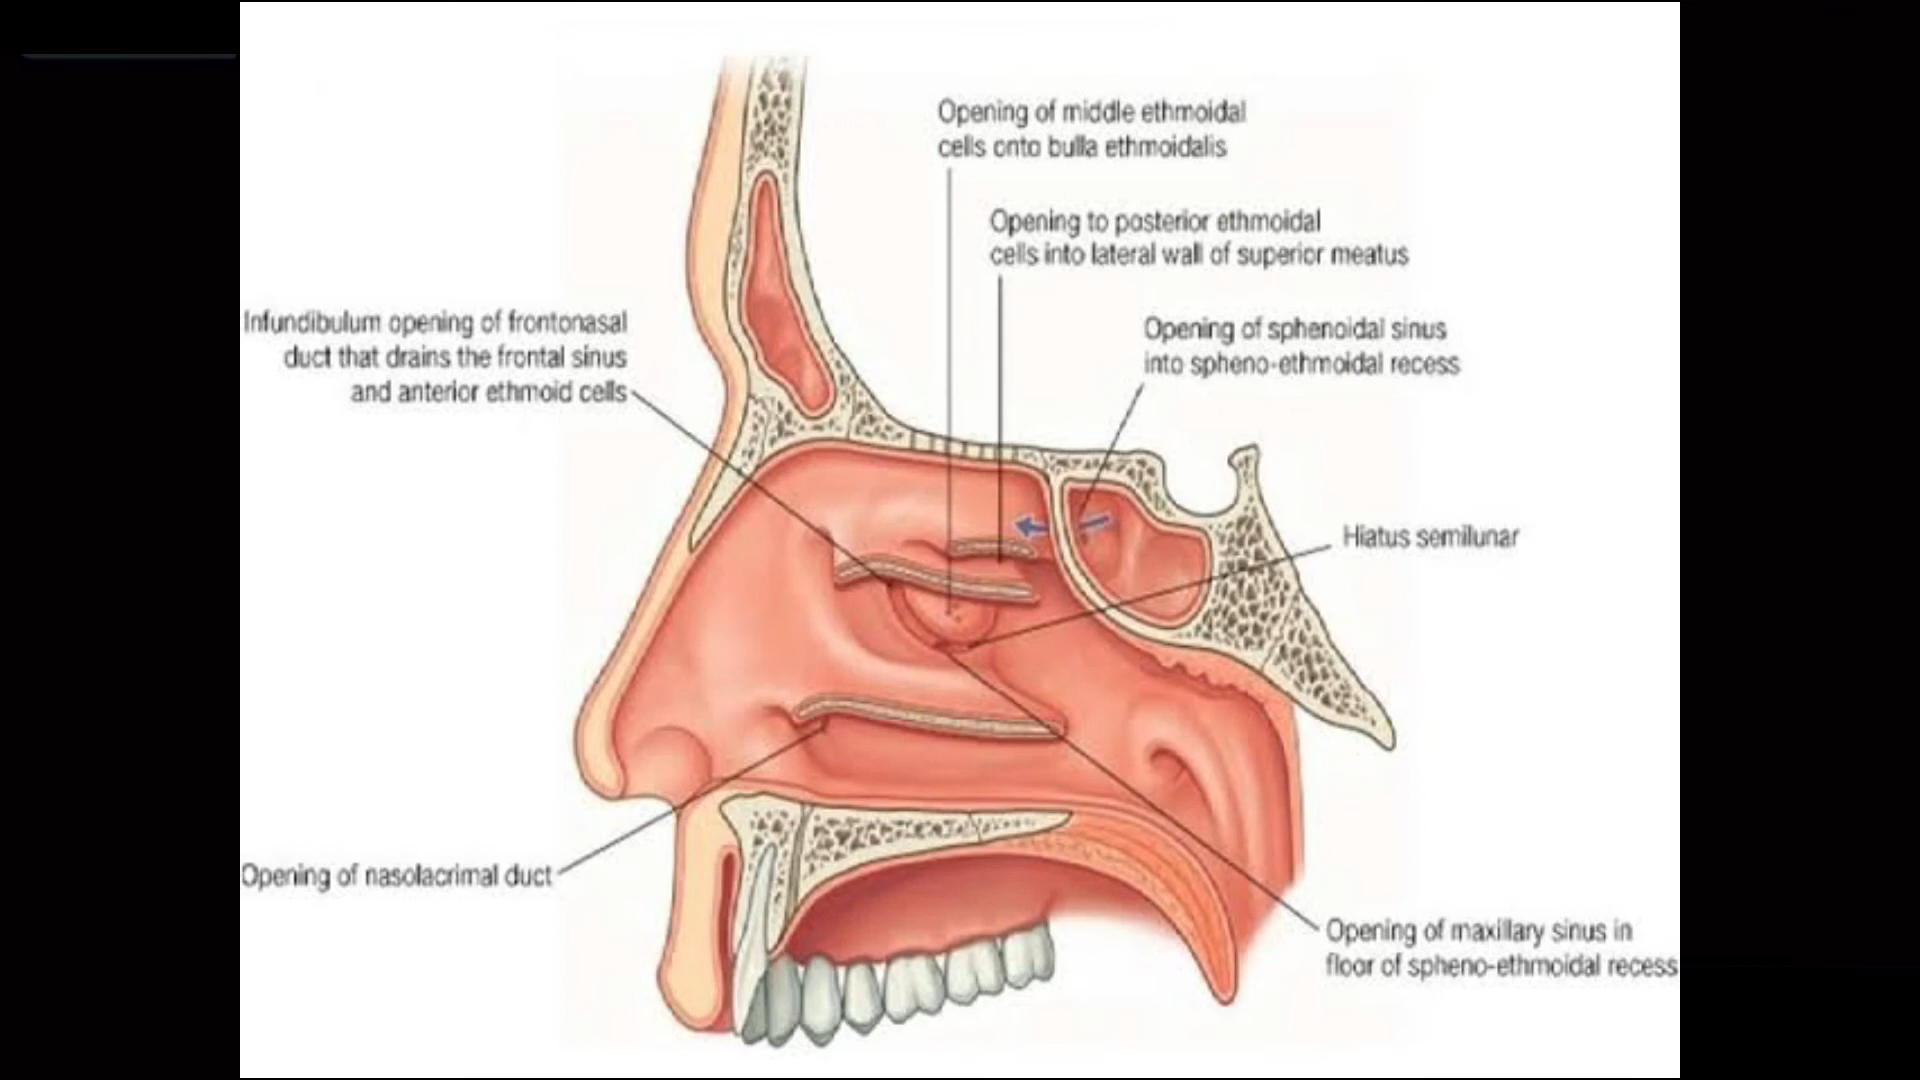 Opening of middle ethmoidal
cells onto bulla ethmoidalis
Opening to posterior ethmoidal
cells into lateral wall of superior meatus
Infundibulum opening of frontonasal
duct that drains the frontal sinus
and anterior ethmoid cells
Opening of sphenoidal sinus
into spheno-ethmoidal recess
Hiatus semilunar
Opening of nasolacrimal duct
Opening of maxillary sinus in
floor of spheno-ethmoidal recess